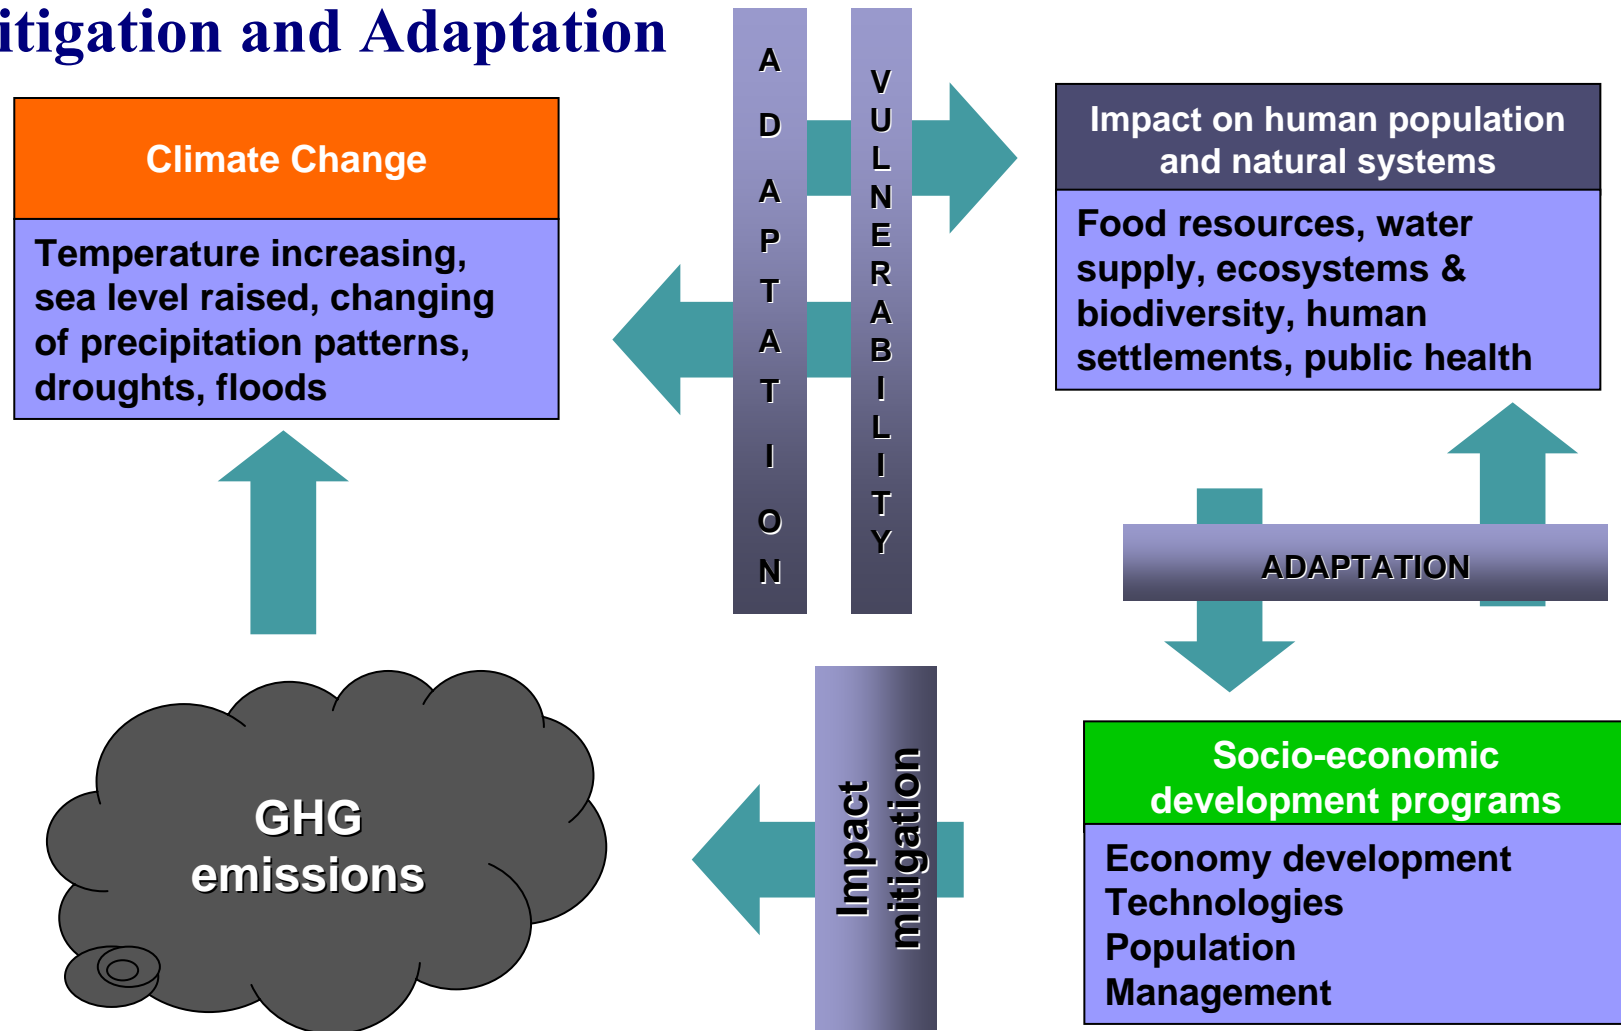 itigation and Adaptation
Climate Change
Temperature increasing,
sea level raised, changing
of precipitation patterns,
droughts, floods
ADAPTATION
VULNERABILITY
Impact on human population
and natural systems
Food resources, water
supply, ecosystems &
biodiversity, human
settlements, public health
ADAPTATION
GHG
emissions
Impact
mitigation
Socio-economic
development programs
Economy development
Technologies
Population
Management